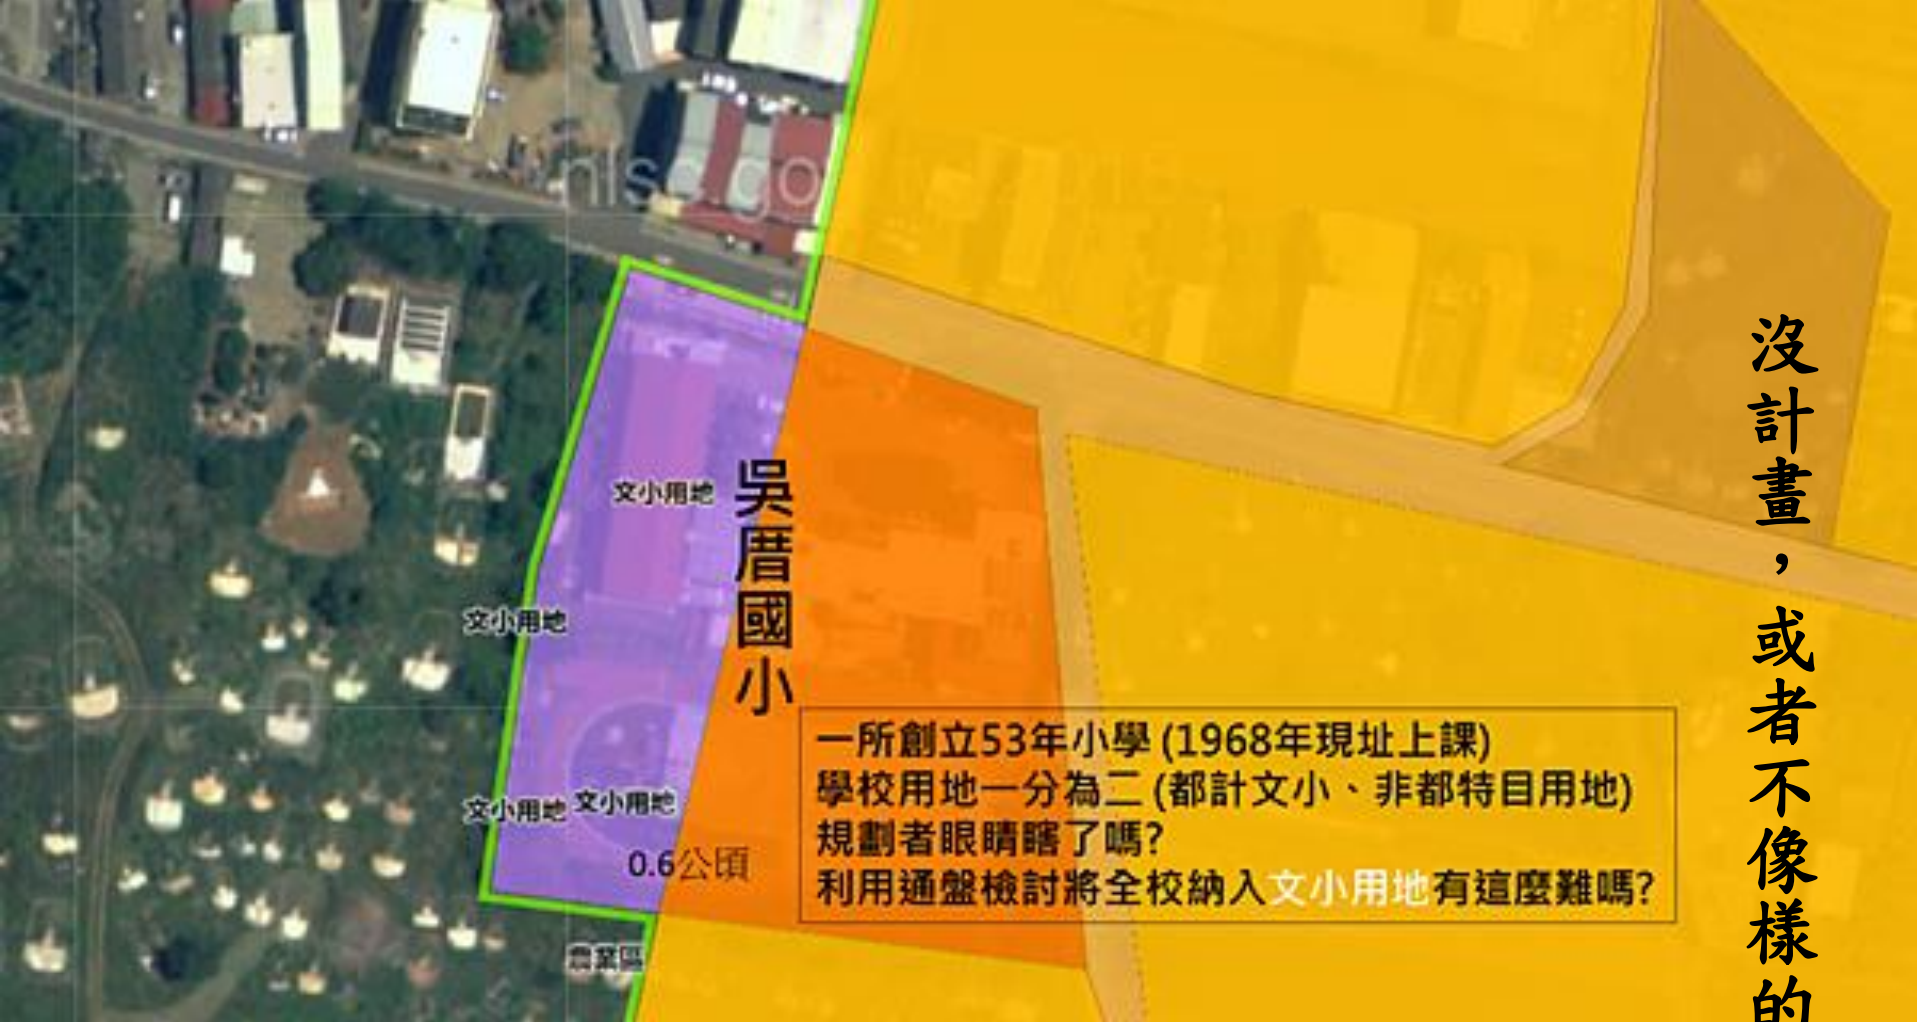 nlsc.go
文小用地
吳厝國小
文小用地
文小用地
文小用地
0.6公頃
農業區
一所創立53年小學 (1968年現址上課)
學校用地一分為二 (都計文小、非都特目用地)
規劃者眼睛瞎了嗎?
利用通盤檢討將全校納入文小用地有這麼難嗎?
沒計畫，或者不像樣的